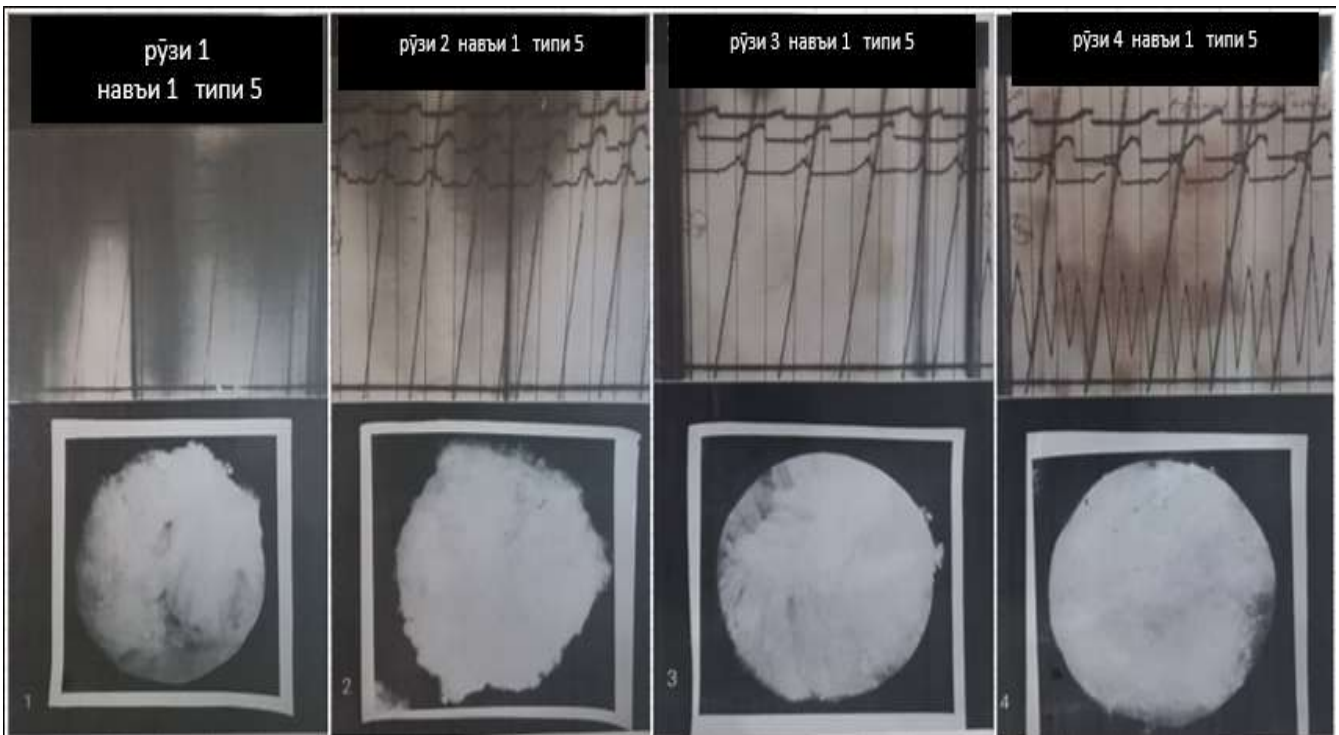 рӯзи 1
навъи 1 типи 5
рӯзи 2 навъи 1 типи 5
рӯзи 3 навъи 1 типи 5
рӯзи 4 навъи 1 типи 5
1
2
3
4